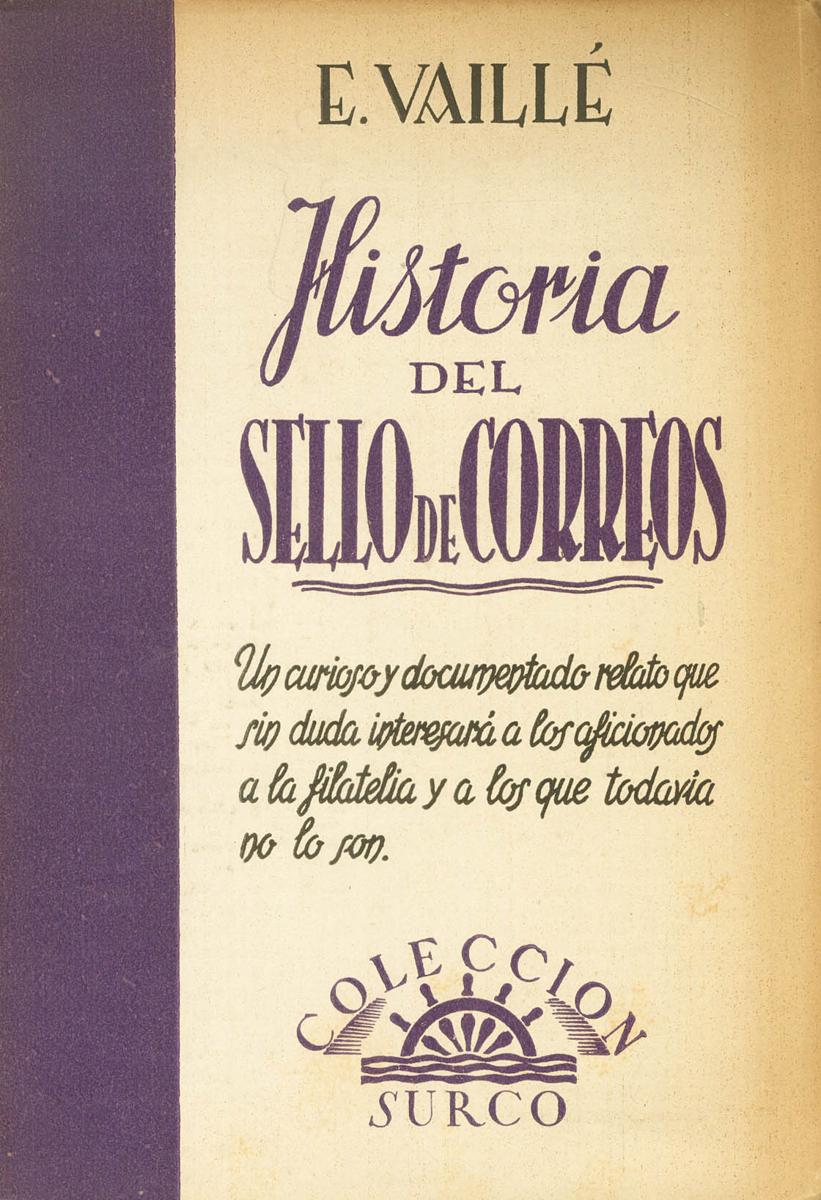 E. VAILLÉ
Historia
DEL
SELLO DE CORREOS
Un curioso y documentado relato que
sin duda interesará a los aficionados
a la filatelia y a los que todavía
no lo son.
COLECCION
SURCO